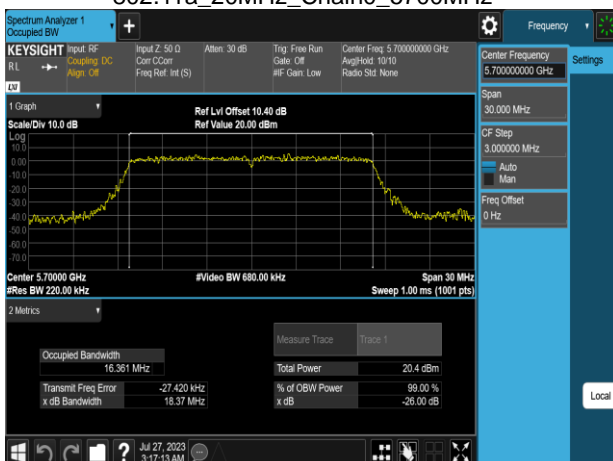 802.11a_20MHz_Chain0_5700MHz
Spectrum Analyzer 1
Occupied BW
+
Frequency
KEYSIGHT
RL
LXI
Input: RF
Coupling: DC
Align: Off
Input Z: 50 Ω
Corr CCorr
Freq Ref: Int (S)
Atten: 30 dB
Trig: Free Run
Gate: Off
#IF Gain: Low
Center Freq: 5.700000000 GHz
Avg|Hold: 10/10
Radio Std: None
Center Frequency
5.700000000 GHz
Settings
Span
30.000 MHz
CF Step
3.000000 MHz
Auto
Man
Freq Offset
0 Hz
Local
1 Graph
Scale/Div 10.0 dB
Ref Lvl Offset 10.40 dB
Ref Value 20.00 dBm
Log
10.0
0.00
-10.0
-20.0
-30.0
-40.0
-50.0
-60.0
-70.0
Center 5.70000 GHz
#Video BW 680.00 kHz
Span 30 MHz
#Res BW 220.00 kHz
Sweep 1.00 ms (1001 pts)
2 Metrics
Measure Trace
Trace 1
Occupied Bandwidth
16.361 MHz
Total Power
20.4 dBm
Transmit Freq Error
-27.420 kHz
% of OBW Power
99.00 %
x dB Bandwidth
18.37 MHz
x dB
-26.00 dB
?
Jul 27, 2023
3:17:13 AM